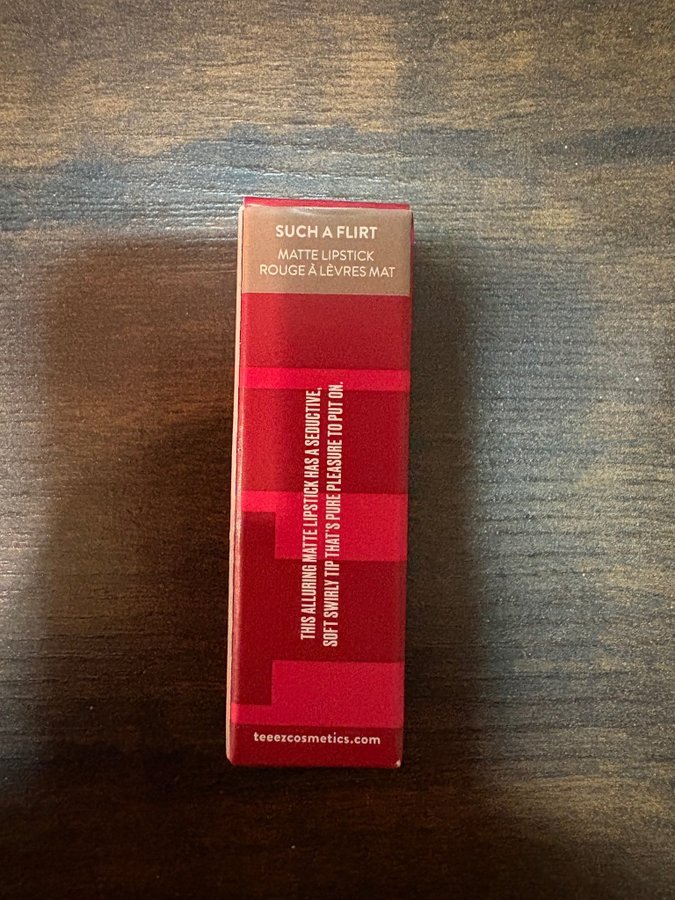 SUCH A FLIRT
MATTE LIPSTICK
ROUGE À LÈVRES MAT
THIS ALLURING MATTE LIPSTICK HAS A SEDUCTIVE,
SOFT SWIRLY TIP THAT'S PURE PLEASURE TO PUT ON.
teeezcosmetics.com